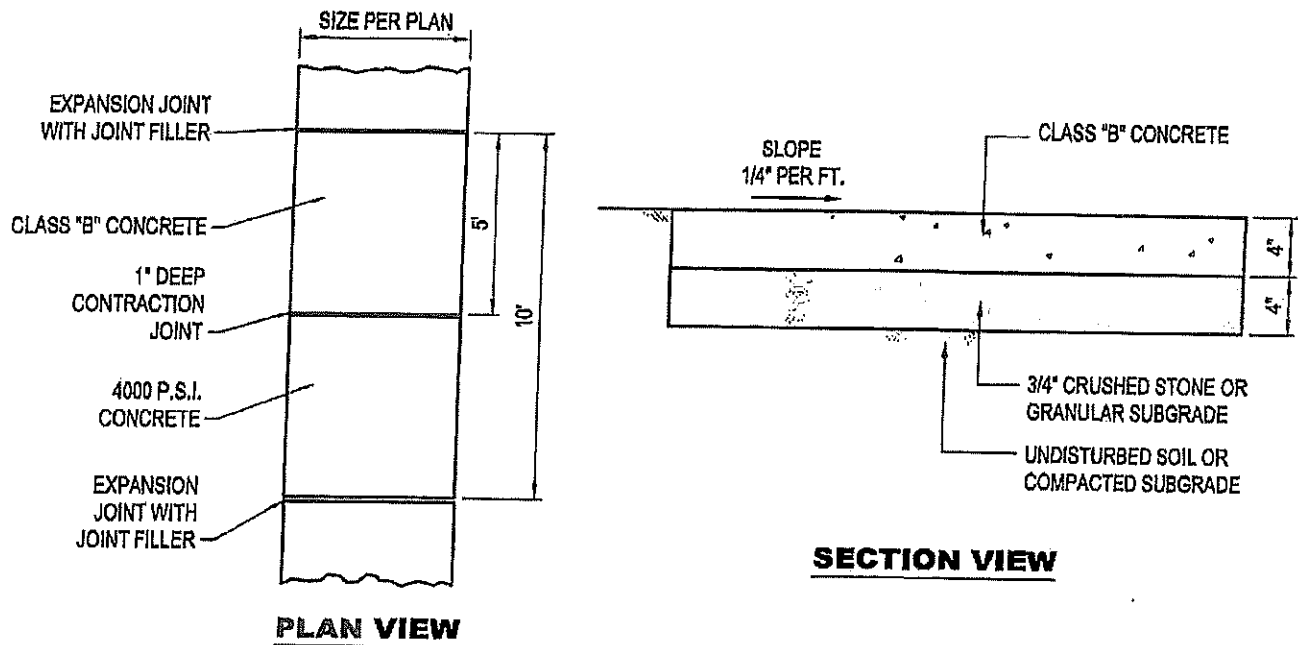 SIZE PER PLAN
EXPANSION JOINT
WITH JOINT FILLER
CLASS "B" CONCRETE
1" DEEP
CONTRACTION
JOINT
4000 P.S.I.
CONCRETE
EXPANSION
JOINT WITH
JOINT FILLER
5'
10'
PLAN VIEW
SLOPE
1/4" PER FT.
CLASS "B" CONCRETE
4"
4"
3/4" CRUSHED STONE OR
GRANULAR SUBGRADE
UNDISTURBED SOIL OR
COMPACTED SUBGRADE
SECTION VIEW